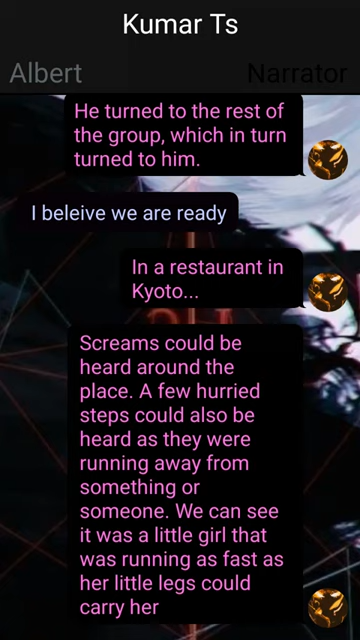 Kumar Ts
Albert
Narrator
He turned to the rest of
the group, which in turn
turned to him.
I beleive we are ready
In a restaurant in
Kyoto...
Screams could be
heard around the
place. A few hurried
steps could also be
heard as they were
running away from
something or
someone. We can see
it was a little girl that
was running as fast as
her little legs could
carry her